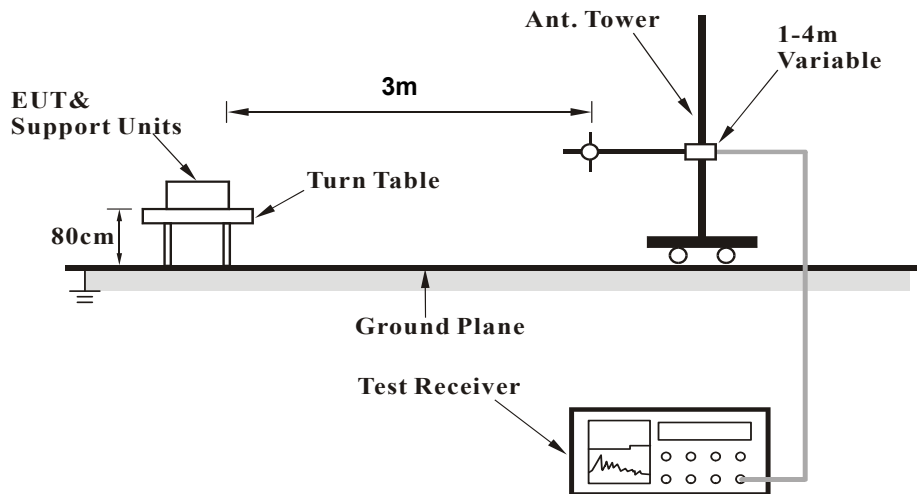 Ant. Tower
1-4m
Variable
3m
EUT&
Support Units
Turn Table
80cm
Ground Plane
Test Receiver